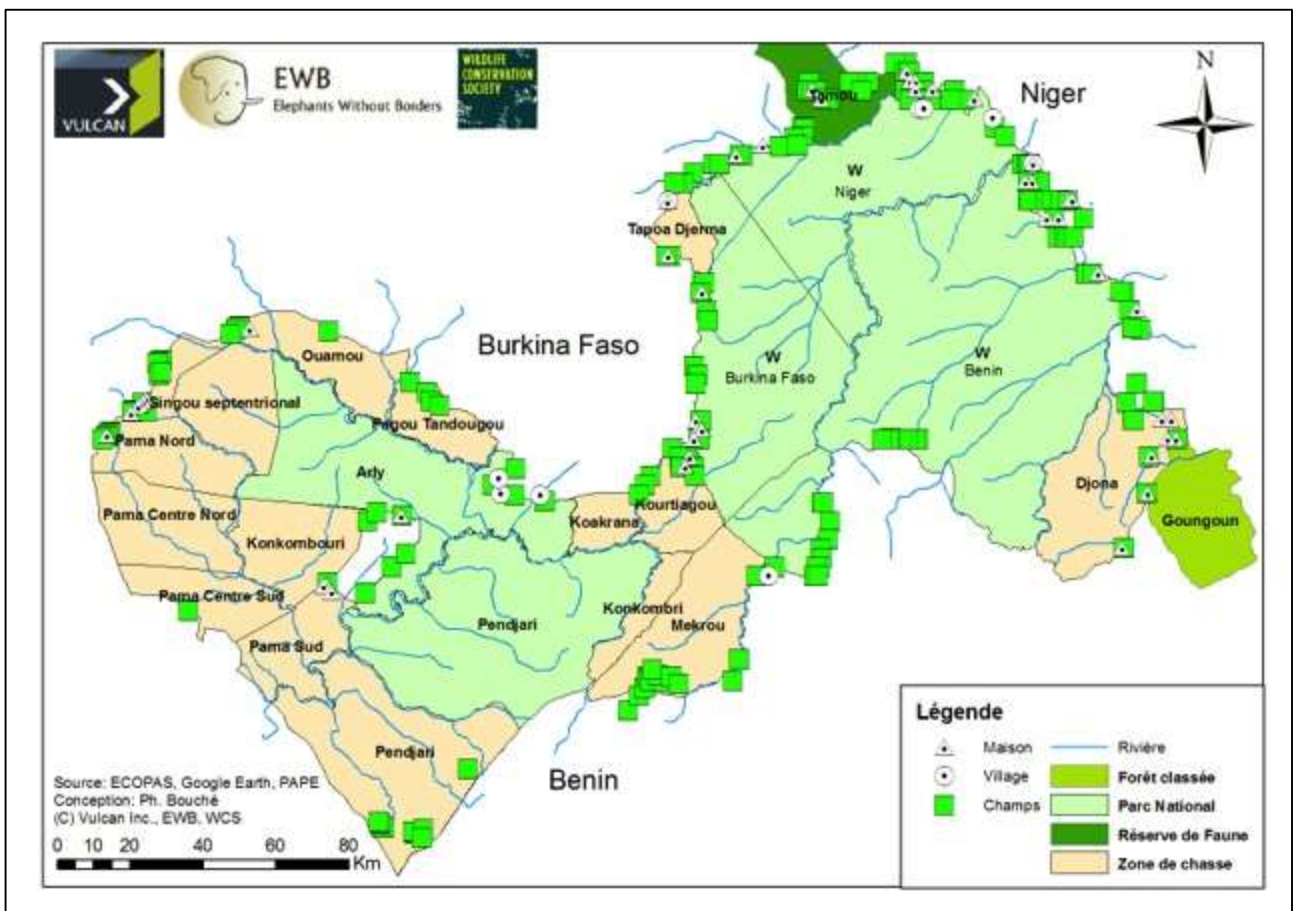 VULCAN
EWB
Elephants Without Borders
WILDLIFE
CONSERVATION
SOCIETY
N
Niger
Tamou
W
Niger
Tapoa Djerma
Burkina Faso
W
Burkina Faso
W
Benin
Ouamou
Singou septentrional
Pagou Tandougou
Pama Nord
Arly
Djona
Goungoun
Pama Centre Nord
Koakrana
Kourtiagou
Konkombouri
Pama Centre Sud
Pendjari
Konkombri
Mekrou
Pama Sud
Pendjari
Benin
Source: ECOPAS, Google Earth, PAPE
Conception: Ph. Bouché
(C) Vulcan Inc., EWB, WCS
0 10 20 40 60 80
Km
Légende
Maison
Rivière
Village
Forêt classée
Champs
Parc National
Réserve de Faune
Zone de chasse